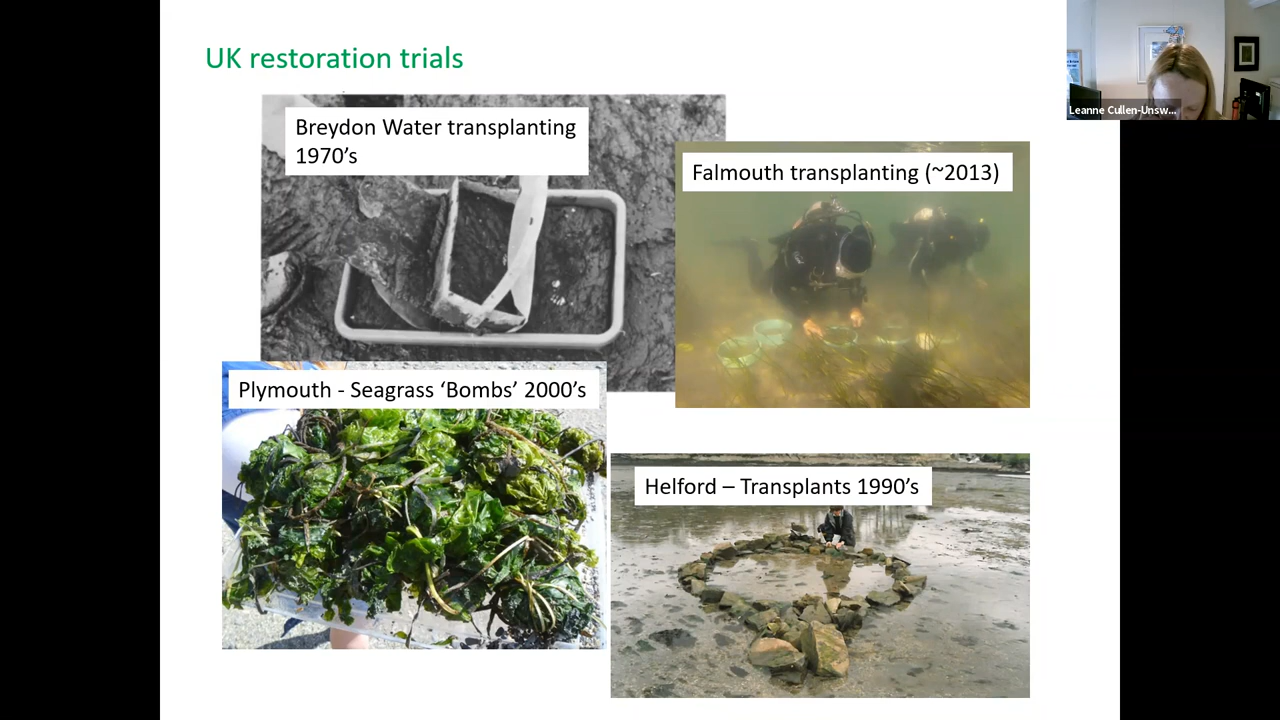 UK restoration trials
Breydon Water transplanting
1970’s
Falmouth transplanting (~2013)
Plymouth - Seagrass ‘Bombs’ 2000’s
Helford – Transplants 1990’s
Leanne Cullen-Unsw...